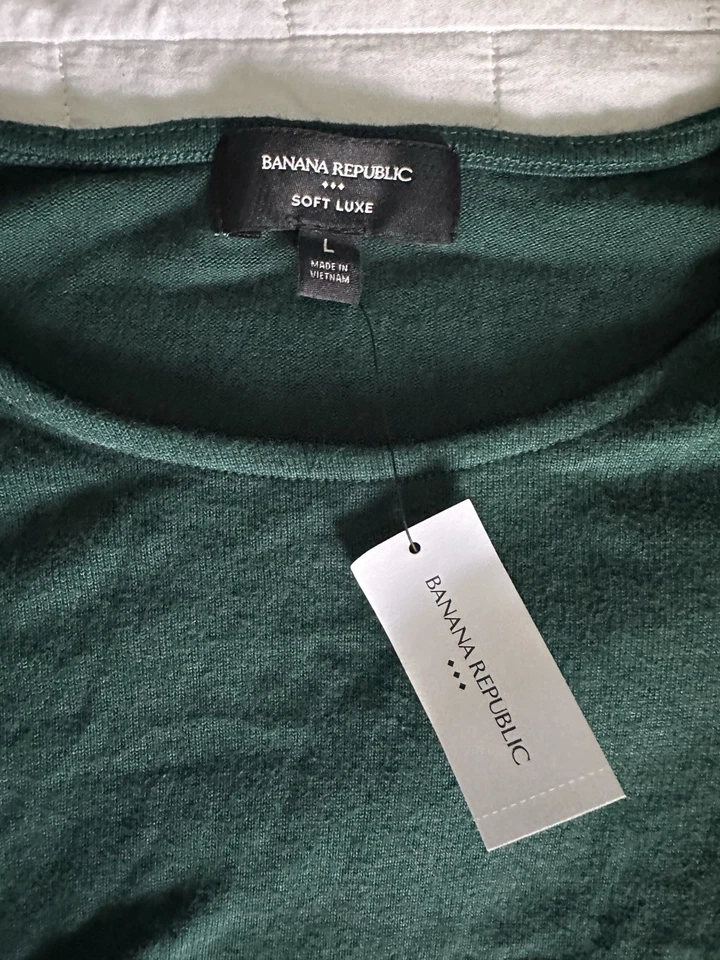 BANANA REPUBLIC
SOFT LUXE
L
MADE IN
VIETNAM
BANANA REPUBLIC